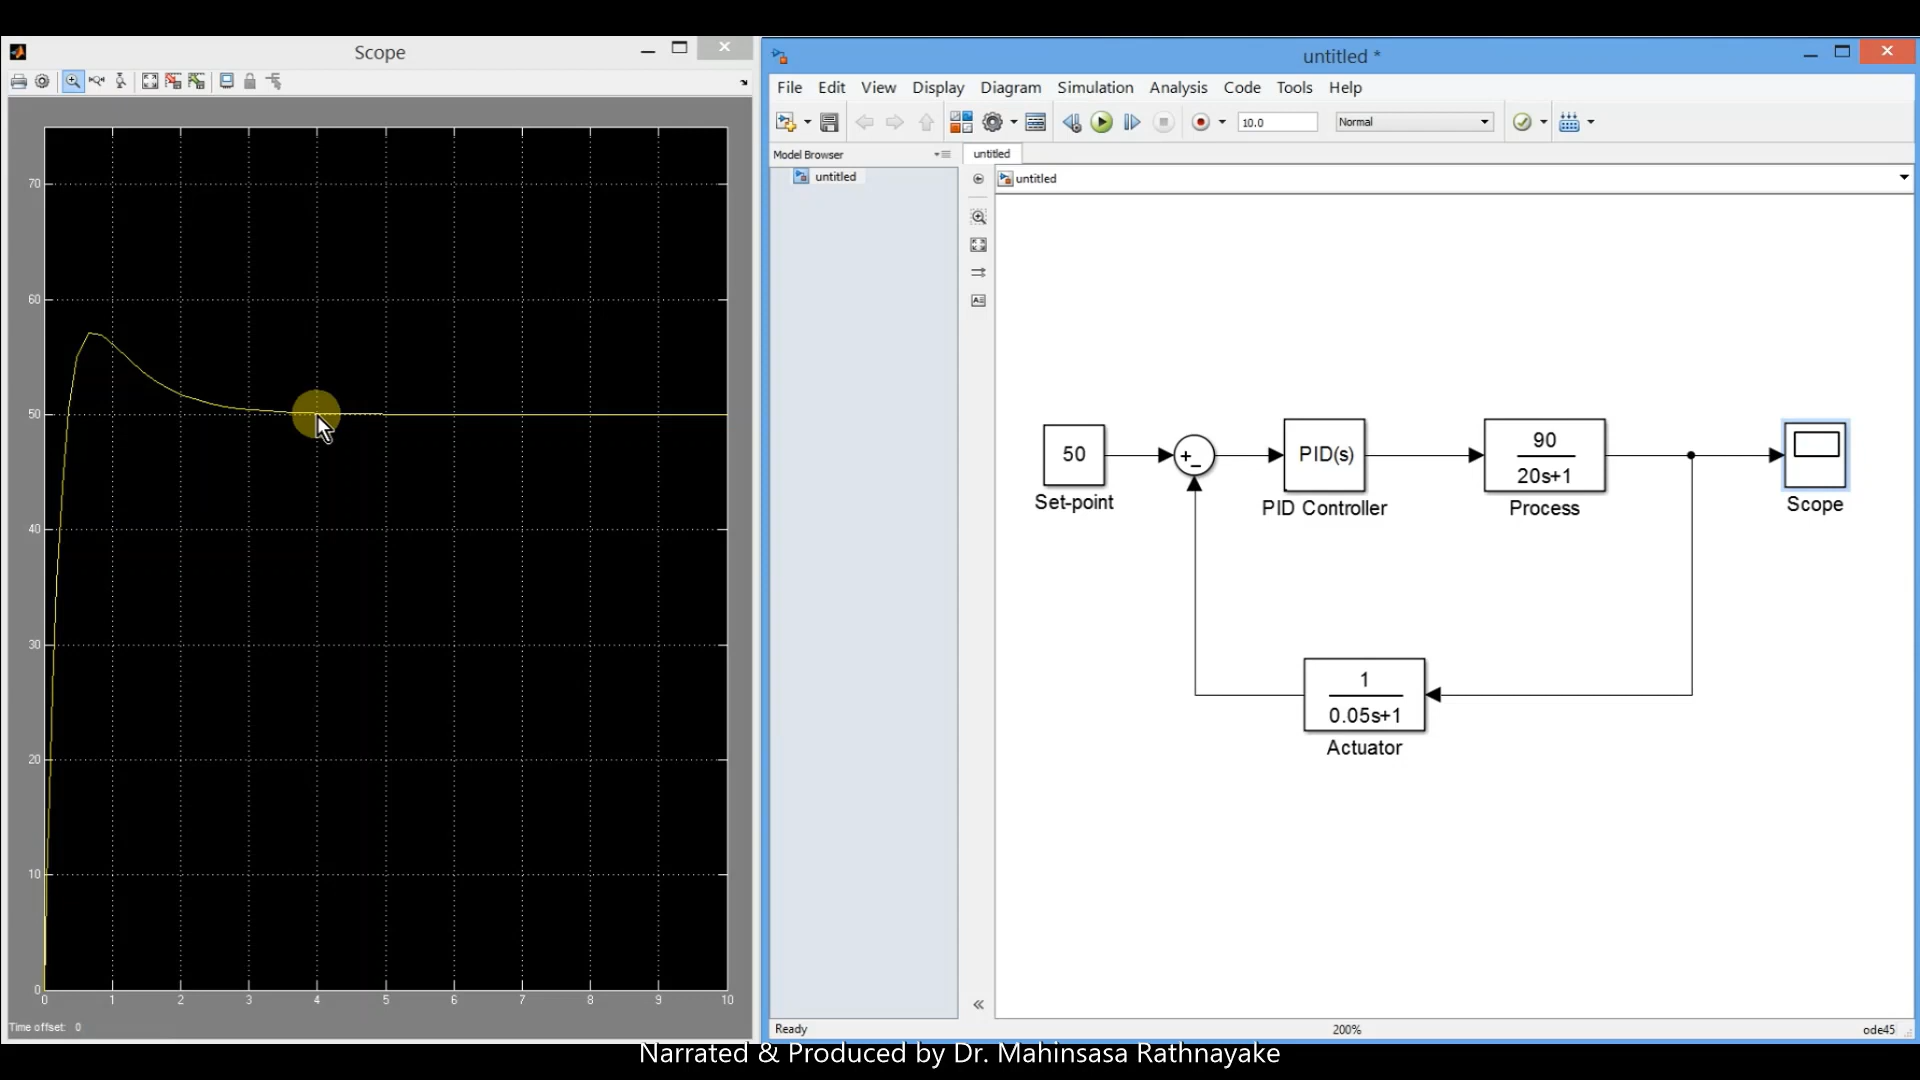 Scope
70
60
50
40
30
20
10
0
0 1 2 3 4 5 6 7 8 9 10
Time offset: 0
untitled *
File Edit View Display Diagram Simulation Analysis Code Tools Help
10.0 Normal
Model Browser
untitled
untitled
untitled
50
Set-point
+
−
PID(s)
PID Controller
90
20s+1
Process
Scope
1
0.05s+1
Actuator
Ready 200% ode45
Narrated & Produced by Dr. Mahinsasa Rathnayake